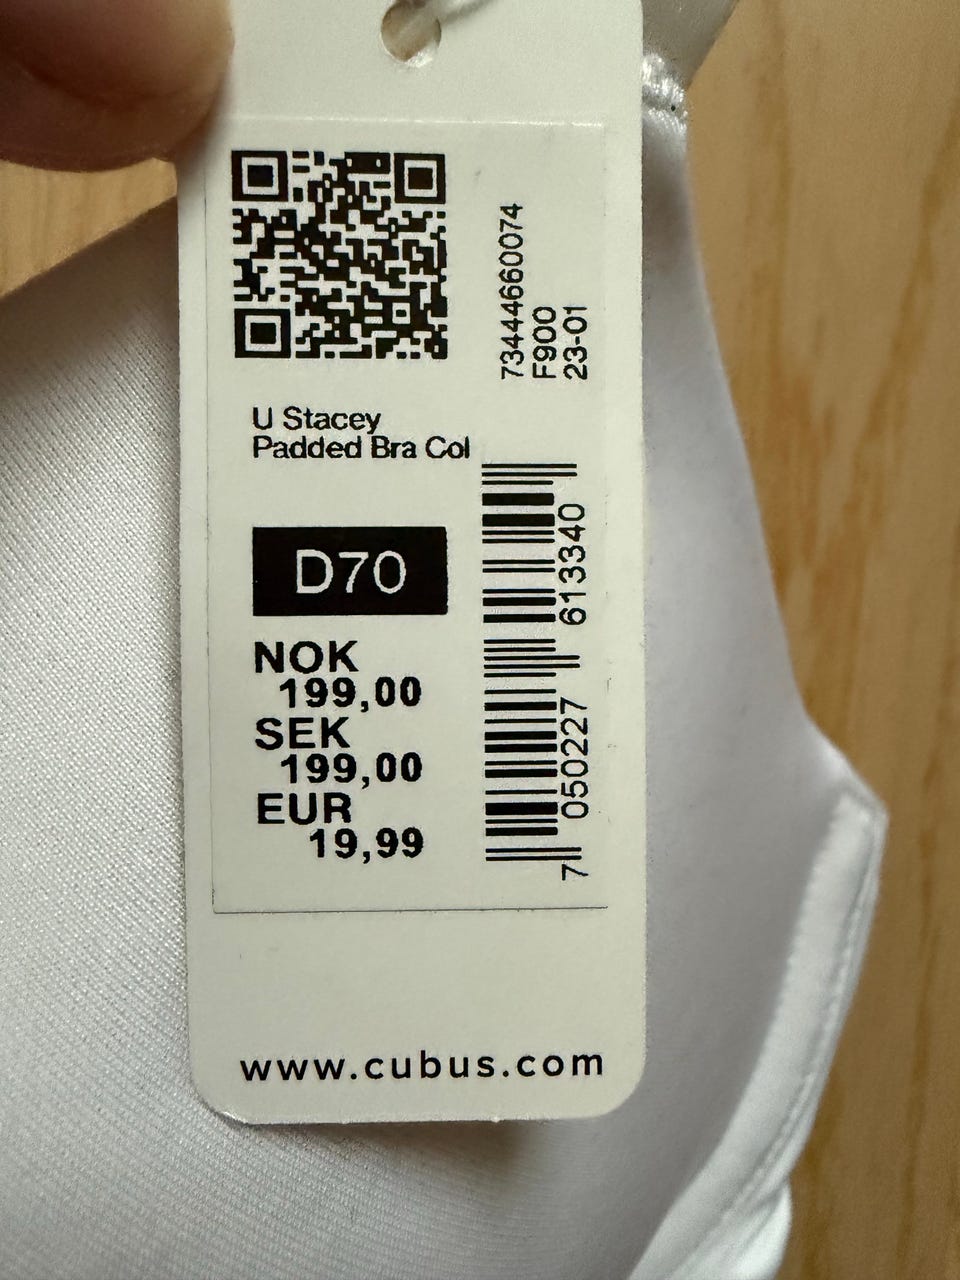 73444660074
F900
23-01
U Stacey
Padded Bra Col
D70
NOK
199,00
SEK
199,00
EUR
19,99
7 050227 613340
www.cubus.com